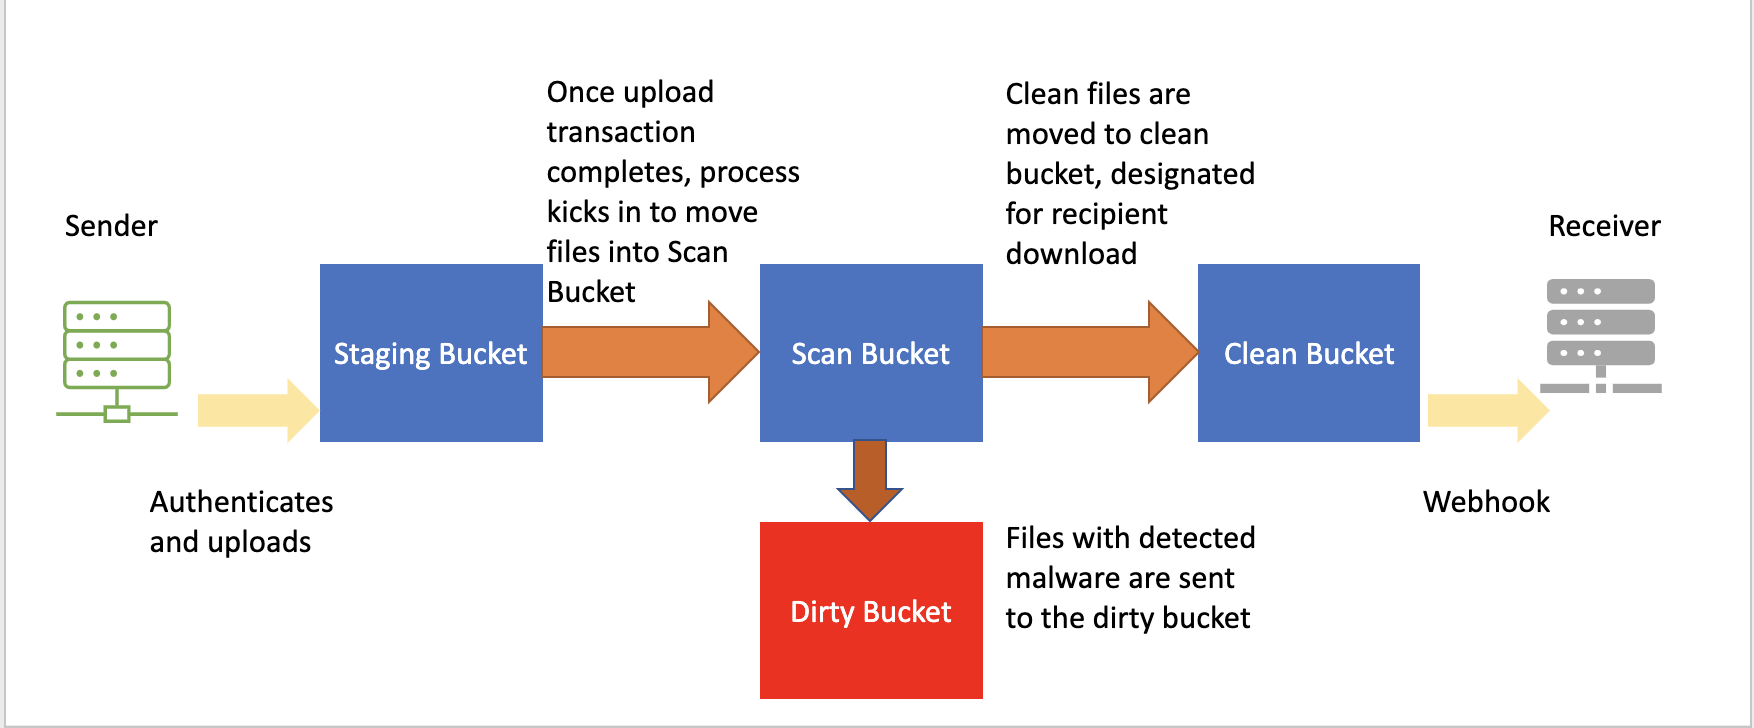 Sender
Authenticates
and uploads
Staging Bucket
Once upload
transaction
completes, process
kicks in to move
files into Scan
Bucket
Scan Bucket
Clean files are
moved to clean
bucket, designated
for recipient
download
Clean Bucket
Dirty Bucket
Files with detected
malware are sent
to the dirty bucket
Receiver
Webhook